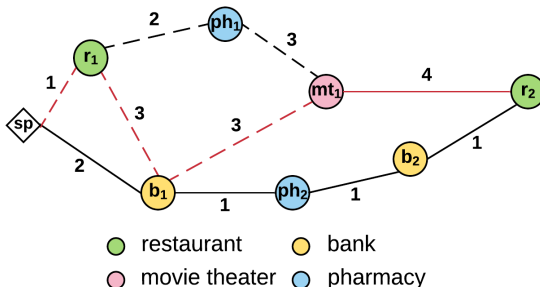 2
ph1
3
r1
1
4
mt1
r2
3
3
sp
2
b2
1
b1
ph2
1
1
restaurant
bank
movie theater
pharmacy